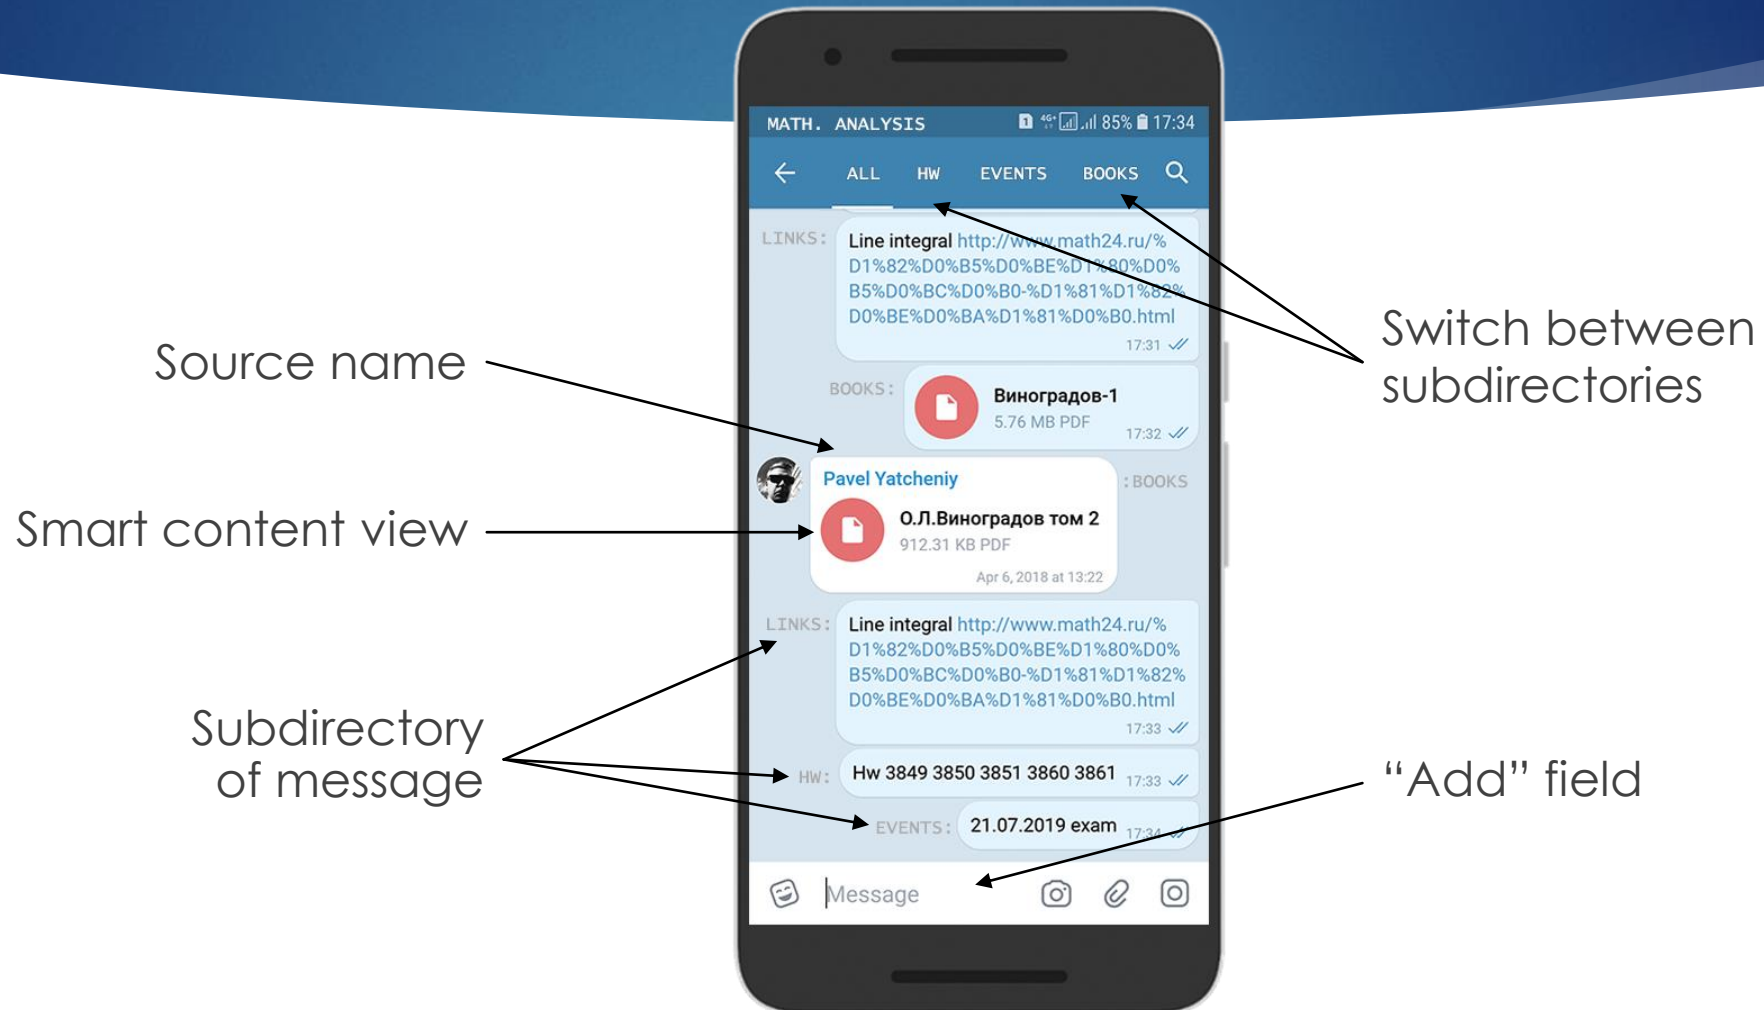 MATH. ANALYSIS
1 4G+ 85% 17:34
ALL HW EVENTS BOOKS
LINKS:
Line integral http://www.math24.ru/%
D1%82%D0%B5%D0%BE%D1%80%D0%
B5%D0%BC%D0%B0-%D1%81%D1%82%
D0%BE%D0%BA%D1%81%D0%B0.html
17:31
BOOKS:
Виноградов-1
5.76 MB PDF
17:32
Pavel Yatcheniy
:BOOKS
О.Л.Виноградов том 2
912.31 KB PDF
Apr 6, 2018 at 13:22
LINKS:
Line integral http://www.math24.ru/%
D1%82%D0%B5%D0%BE%D1%80%D0%
B5%D0%BC%D0%B0-%D1%81%D1%82%
D0%BE%D0%BA%D1%81%D0%B0.html
17:33
HW:
Hw 3849 3850 3851 3860 3861
17:33
EVENTS:
21.07.2019 exam
17:34
Message
Source name
Smart content view
Subdirectory
of message
Switch between
subdirectories
“Add” field